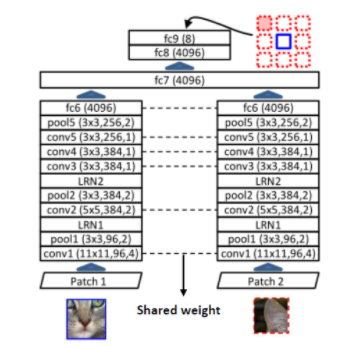 fc9 (8)
fc8 (4096)
fc7 (4096)
fc6 (4096)
pool5 (3x3,256,2)
conv5 (3x3,256,1)
conv4 (3x3,384,1)
conv3 (3x3,384,1)
LRN2
pool2 (3x3,384,2)
conv2 (5x5,384,2)
LRN1
pool1 (3x3,96,2)
conv1 (11x11,96,4)
Patch 1
fc6 (4096)
pool5 (3x3,256,2)
conv5 (3x3,256,1)
conv4 (3x3,384,1)
conv3 (3x3,384,1)
LRN2
pool2 (3x3,384,2)
conv2 (5x5,384,2)
LRN1
pool1 (3x3,96,2)
conv1 (11x11,96,4)
Patch 2
Shared weight